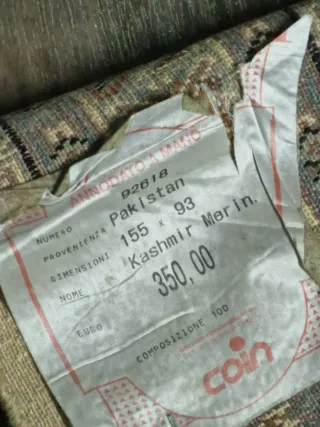 ANNODATO A MANO
NUMERO 92618
PROVENIENZA Pakistan
DIMENSIONI 155 x 93
NOME Kashmir Merin.
EURO 350,00
COMPOSIZIONE 100
coin